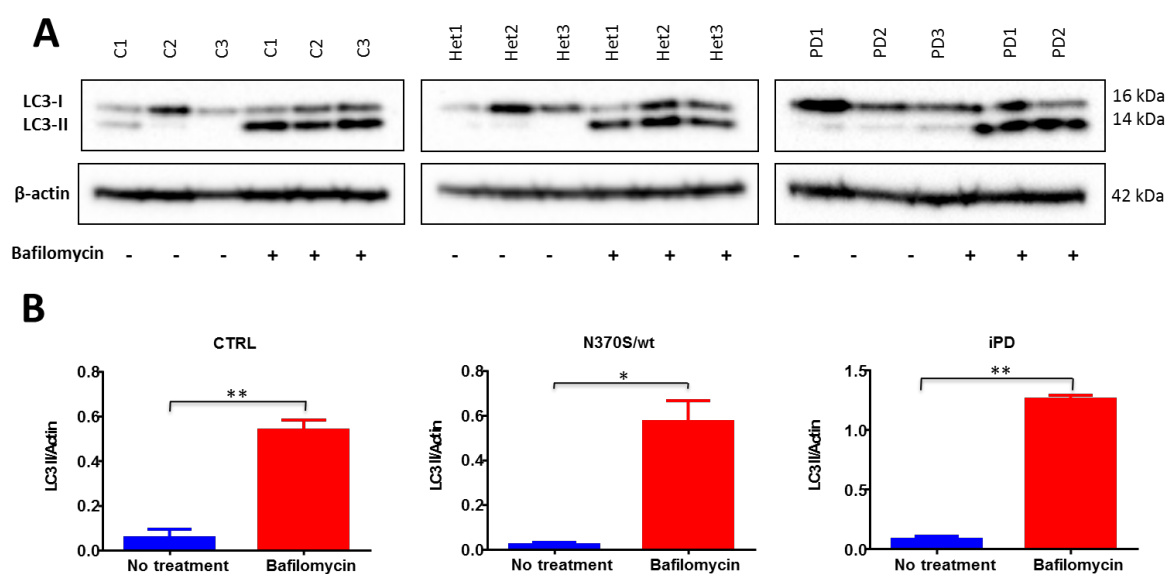 A
C1 C2 C3 C1 C2 C3 Het1 Het2 Het3 Het1 Het2 Het3 PD1 PD2 PD3 PD1 PD2
LC3-I 16 kDa
LC3-II 14 kDa
β-actin 42 kDa
Bafilomycin - - - + + + - - - + + + - - - + + +
B
CTRL
**
LC3 II/Actin
0.8
0.6
0.4
0.2
0.0
No treatment Bafilomycin
N370S/wt
*
LC3 II/Actin
0.8
0.6
0.4
0.2
0.0
No treatment Bafilomycin
iPD
**
LC3 II/Actin
1.5
1.0
0.5
0.0
No treatment Bafilomycin